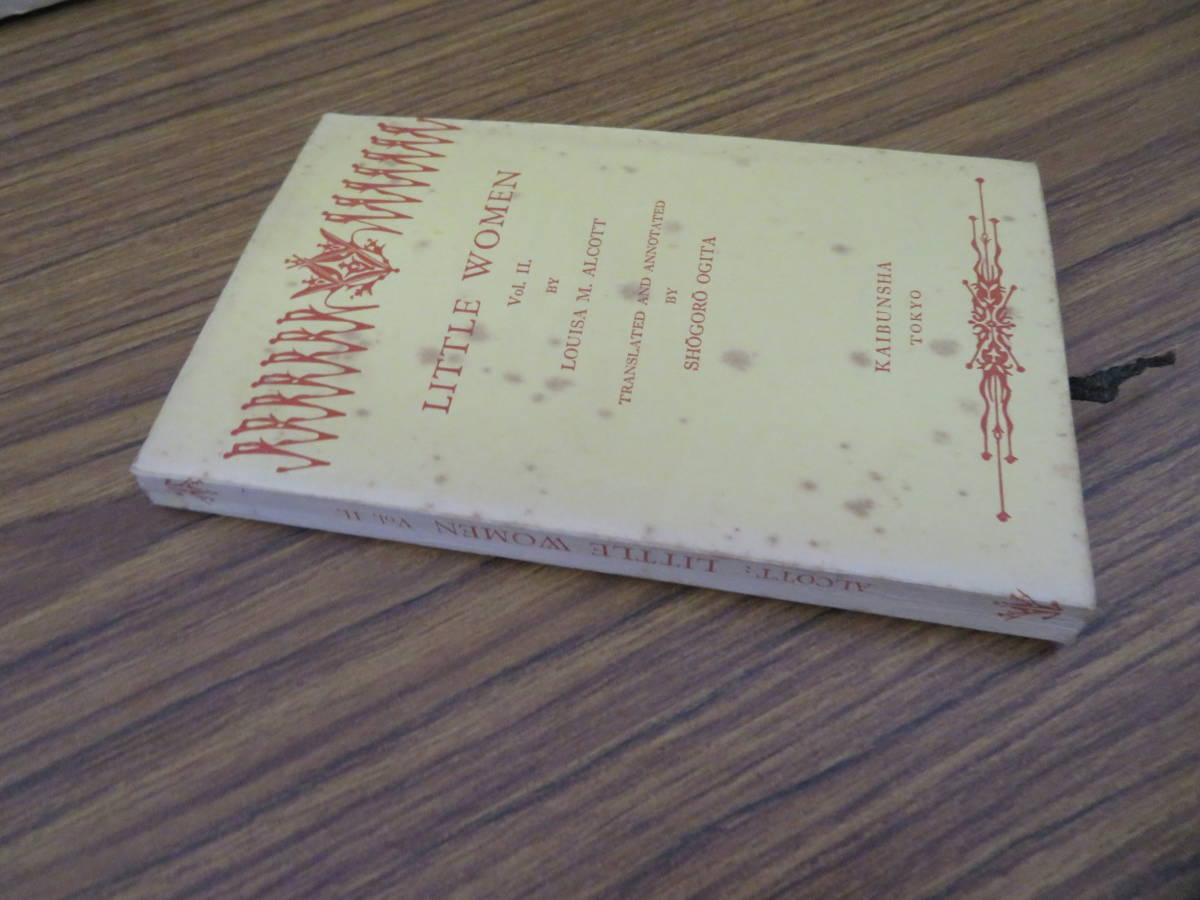 LITTLE WOMEN
Vol. II.
BY
LOUISA M. ALCOTT
TRANSLATED AND ANNOTATED
BY
SHŌGORŌ OGITA
KAIBUNSHA
TOKYO
ALCOTT: LITTLE WOMEN Vol. II.